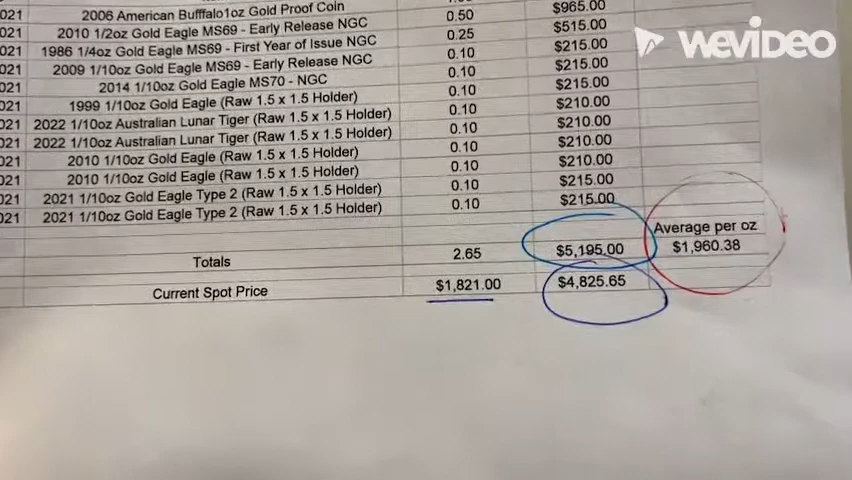 021 2006 American Bufffalo1oz Gold Proof Coin
021 2010 1/2oz Gold Eagle MS69 - Early Release NGC 0.50 $965.00
021 1986 1/4oz Gold Eagle MS69 - First Year of Issue NGC 0.25 $515.00
021 2009 1/10oz Gold Eagle MS69 - Early Release NGC 0.10 $215.00
021 2014 1/10oz Gold Eagle MS70 - NGC 0.10 $215.00
021 1999 1/10oz Gold Eagle (Raw 1.5 x 1.5 Holder) 0.10 $215.00
021 2022 1/10oz Australian Lunar Tiger (Raw 1.5 x 1.5 Holder) 0.10 $210.00
021 2022 1/10oz Australian Lunar Tiger (Raw 1.5 x 1.5 Holder) 0.10 $210.00
021 2010 1/10oz Gold Eagle (Raw 1.5 x 1.5 Holder) 0.10 $210.00
021 2010 1/10oz Gold Eagle (Raw 1.5 x 1.5 Holder) 0.10 $210.00
021 2021 1/10oz Gold Eagle Type 2 (Raw 1.5 x 1.5 Holder) 0.10 $215.00
021 2021 1/10oz Gold Eagle Type 2 (Raw 1.5 x 1.5 Holder) 0.10 $215.00
Average per oz
Totals 2.65 $5,195.00 $1,960.38
Current Spot Price $1,821.00 $4,825.65
WEVIDEO